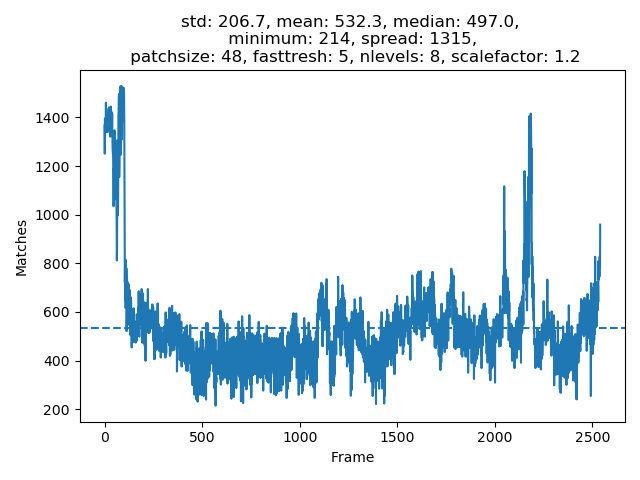 std: 206.7, mean: 532.3, median: 497.0,
minimum: 214, spread: 1315,
patchsize: 48, fasttresh: 5, nlevels: 8, scalefactor: 1.2
1400
1200
1000
800
600
400
200
Matches
0 500 1000 1500 2000 2500
Frame